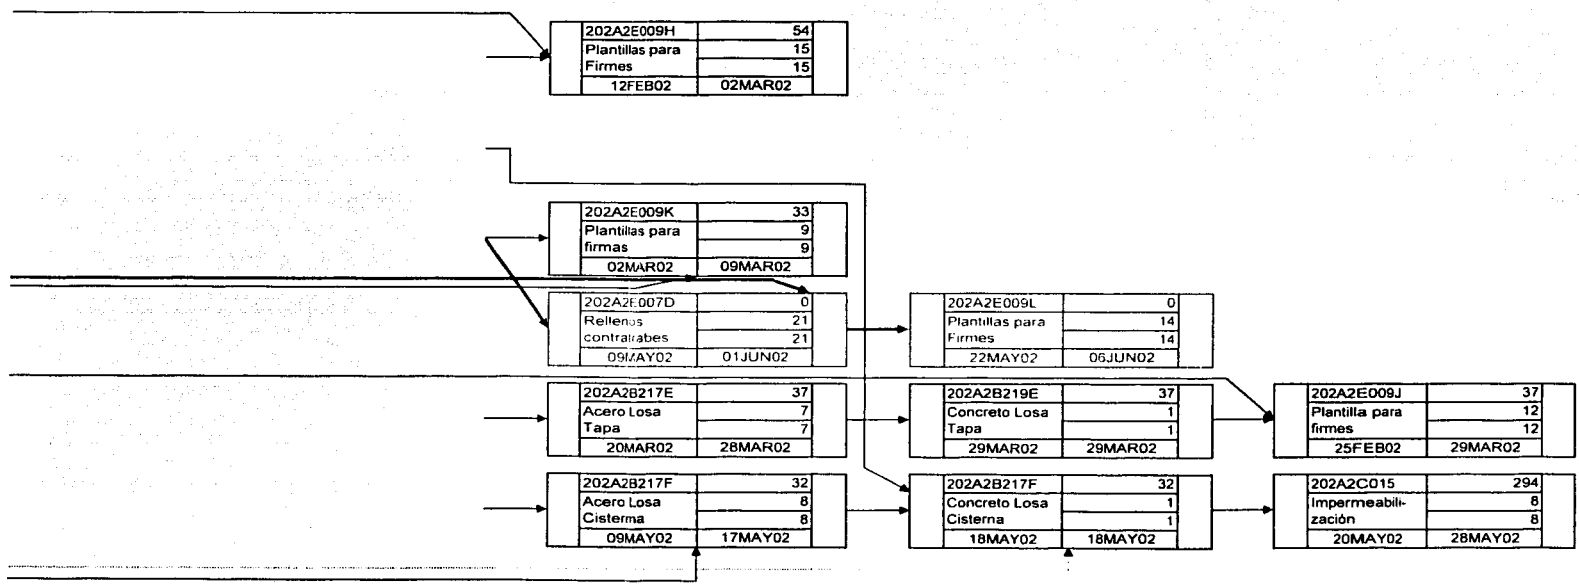 202A2E009H 54
Plantillas para 15
Firmes 15
12FEB02 02MAR02
202A2E009K 33
Plantillas para 9
firmas 9
02MAR02 09MAR02
202A2E007D 0
Rellenos 21
contratrabes 21
09MAY02 01JUN02
202A2E009L 0
Plantillas para 14
Firmes 14
22MAY02 06JUN02
202A2B217E 37
Acero Losa 7
Tapa 7
20MAR02 28MAR02
202A2B219E 37
Concreto Losa 1
Tapa 1
29MAR02 29MAR02
202A2E009J 37
Plantilla para 12
firmes 12
25FEB02 29MAR02
202A2B217F 32
Acero Losa 8
Cisterna 8
09MAY02 17MAY02
202A2B217F 32
Concreto Losa 1
Cisterna 1
18MAY02 18MAY02
202A2C015 294
Impermeabili- 8
zación 8
20MAY02 28MAY02